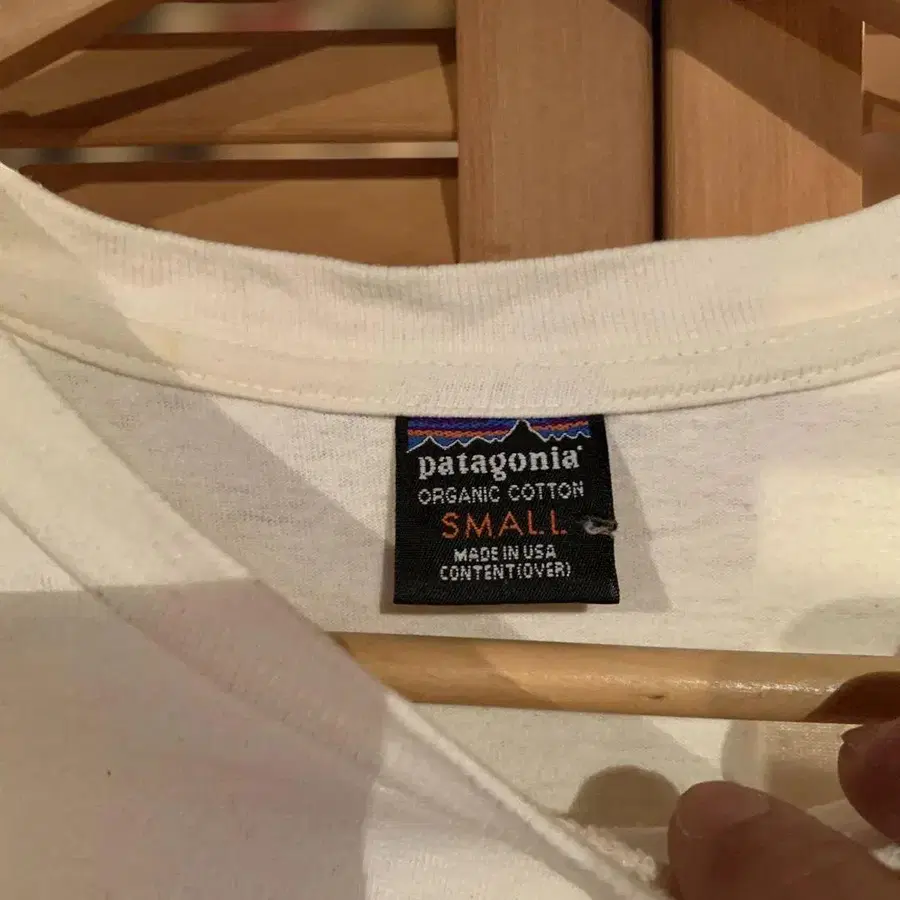 patagonia®
ORGANIC COTTON
SMALL
MADE IN USA
CONTENT(OVER)